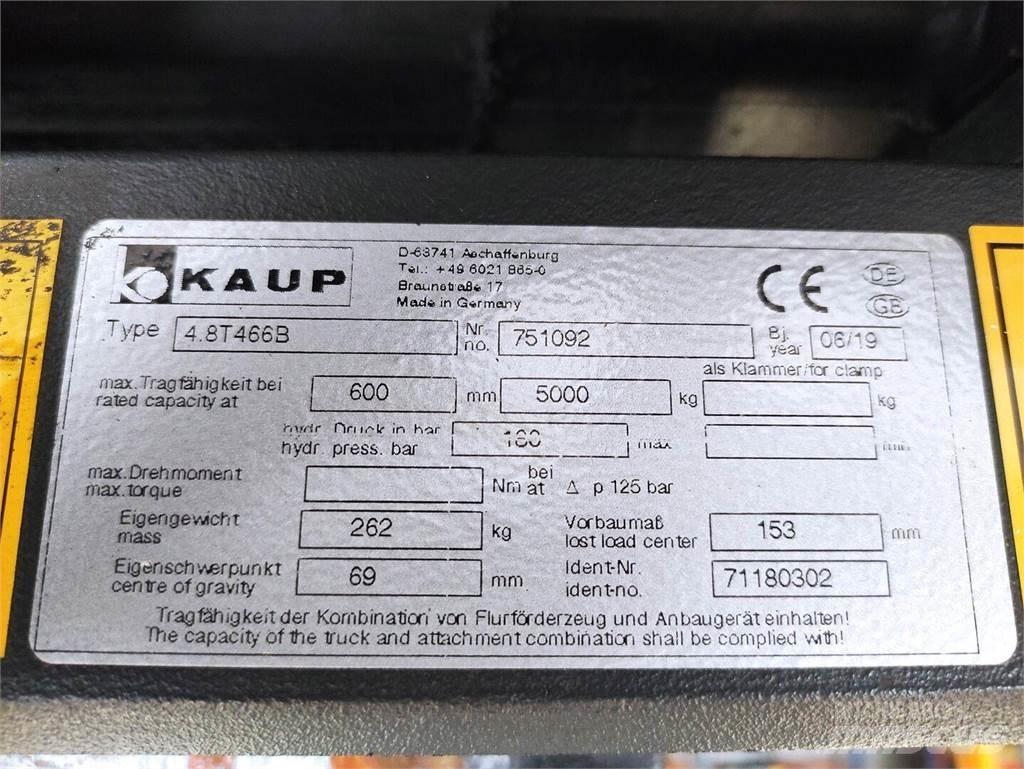 KAUP
D-63741 Aschaffenburg
Tel.: +49 6021 865-0
Braunstraße 17
Made in Germany
CE
DE
GB
Type 4.8T466B Nr. no. 751092 Bj. year 06/19
als Klammer/for clamp
max.Tragfähigkeit bei
rated capacity at 600 mm 5000 kg kg
hydr. Druck in bar
hydr. press. bar 160 max
max.Drehmoment
max.torque Nm bei at Δ p 125 bar
Eigengewicht
mass 262 kg
Vorbaumaß
lost load center 153 mm
Eigenschwerpunkt
centre of gravity 69 mm
Ident-Nr.
ident-no. 71180302
Tragfähigkeit der Kombination von Flurförderzeug und Anbaugerät einhalten!
The capacity of the truck and attachment combination shall be complied with!